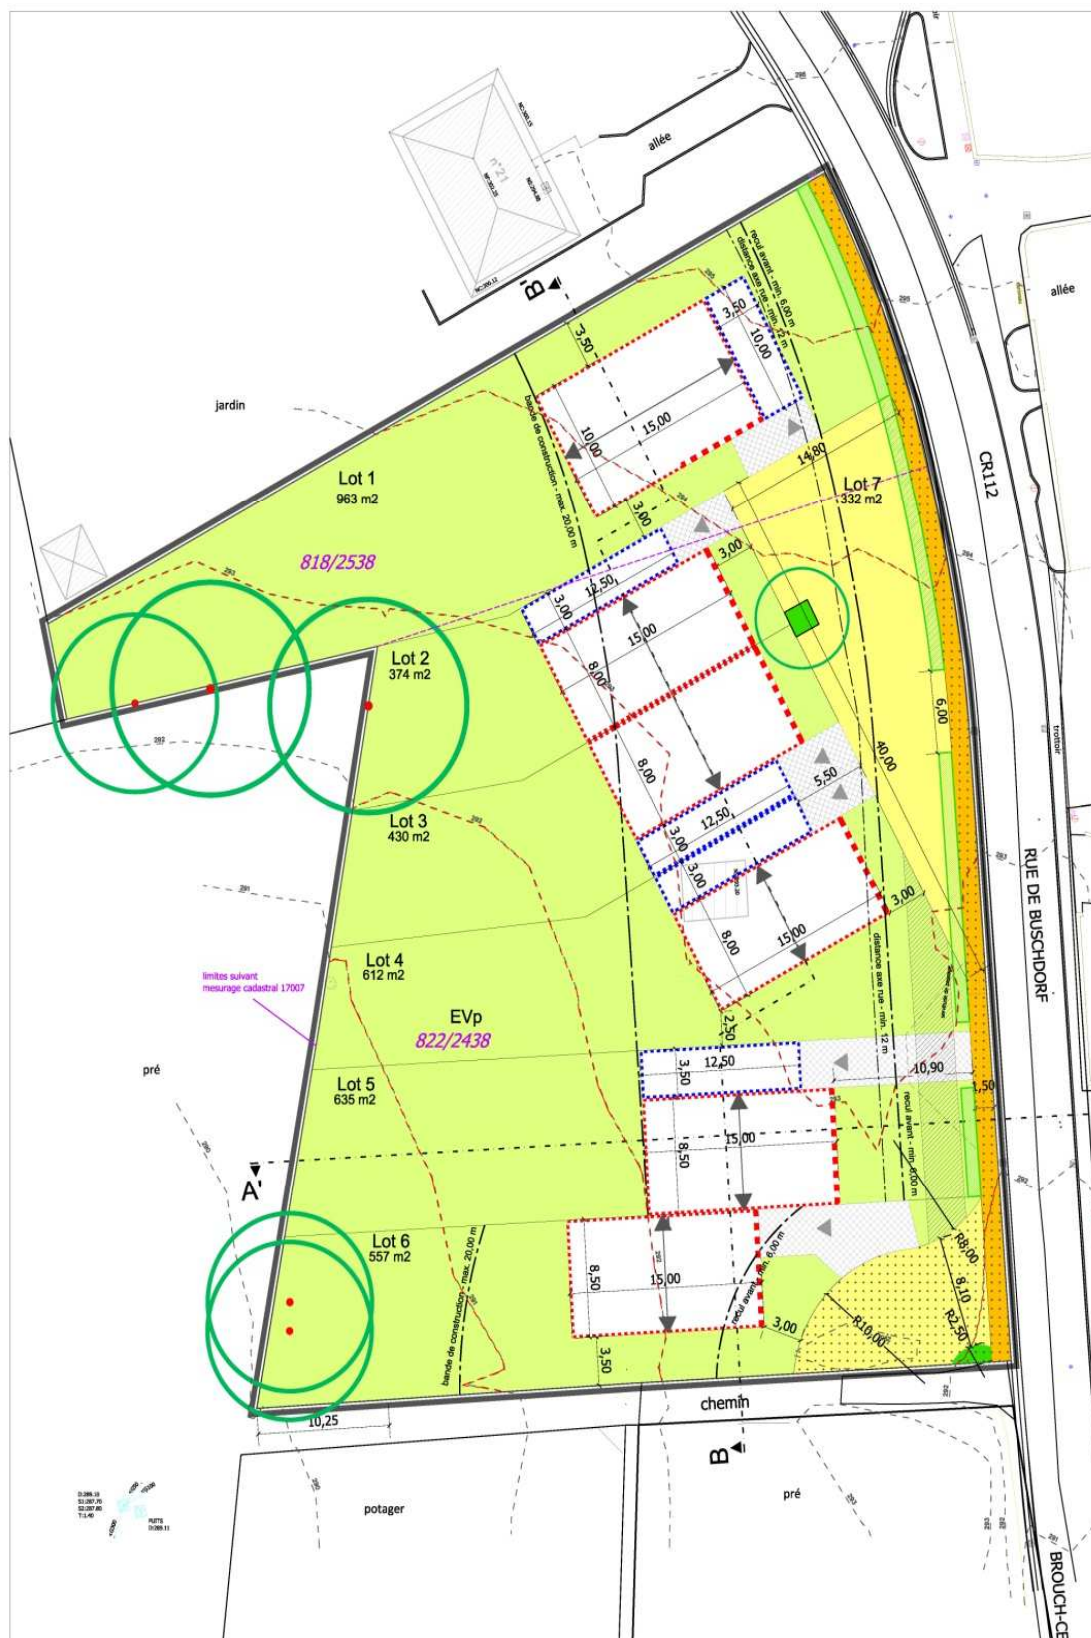 allée
n°21
B'
recul avant - min. 6,00 m
distance axe rue - min. 12 m
allée
3,50
3,50
10,00
jardin
bande de construction - max. 20,00 m
10,00
15,00
14,80
CR112
Lot 1
963 m2
Lot 7
332 m2
818/2538
3,00
3,00
12,50
3,00
15,00
Lot 2
374 m2
8,00
6,00
trottoir
40,00
8,00
5,50
12,50
Lot 3
430 m2
3,00
3,00
3,00
RUE DE BUSCHDORF
8,00
15,00
Lot 4
612 m2
limites suivant
mesurage cadastral 17007
EVp
822/2438
distance axe rue - min. 12 m
2,50
pré
12,50
3,50
10,90
Lot 5
635 m2
1,50
15,00
8,50
recul avant - min. 6,00 m
A'
Lot 6
557 m2
bande de construction - max. 20,00 m
8,50
15,00
recul avant - min. 6,00 m
R8,00
8,10
R2,50
R10,00
3,00
3,50
10,25
chemin
B
potager
pré
BROUCH-CE